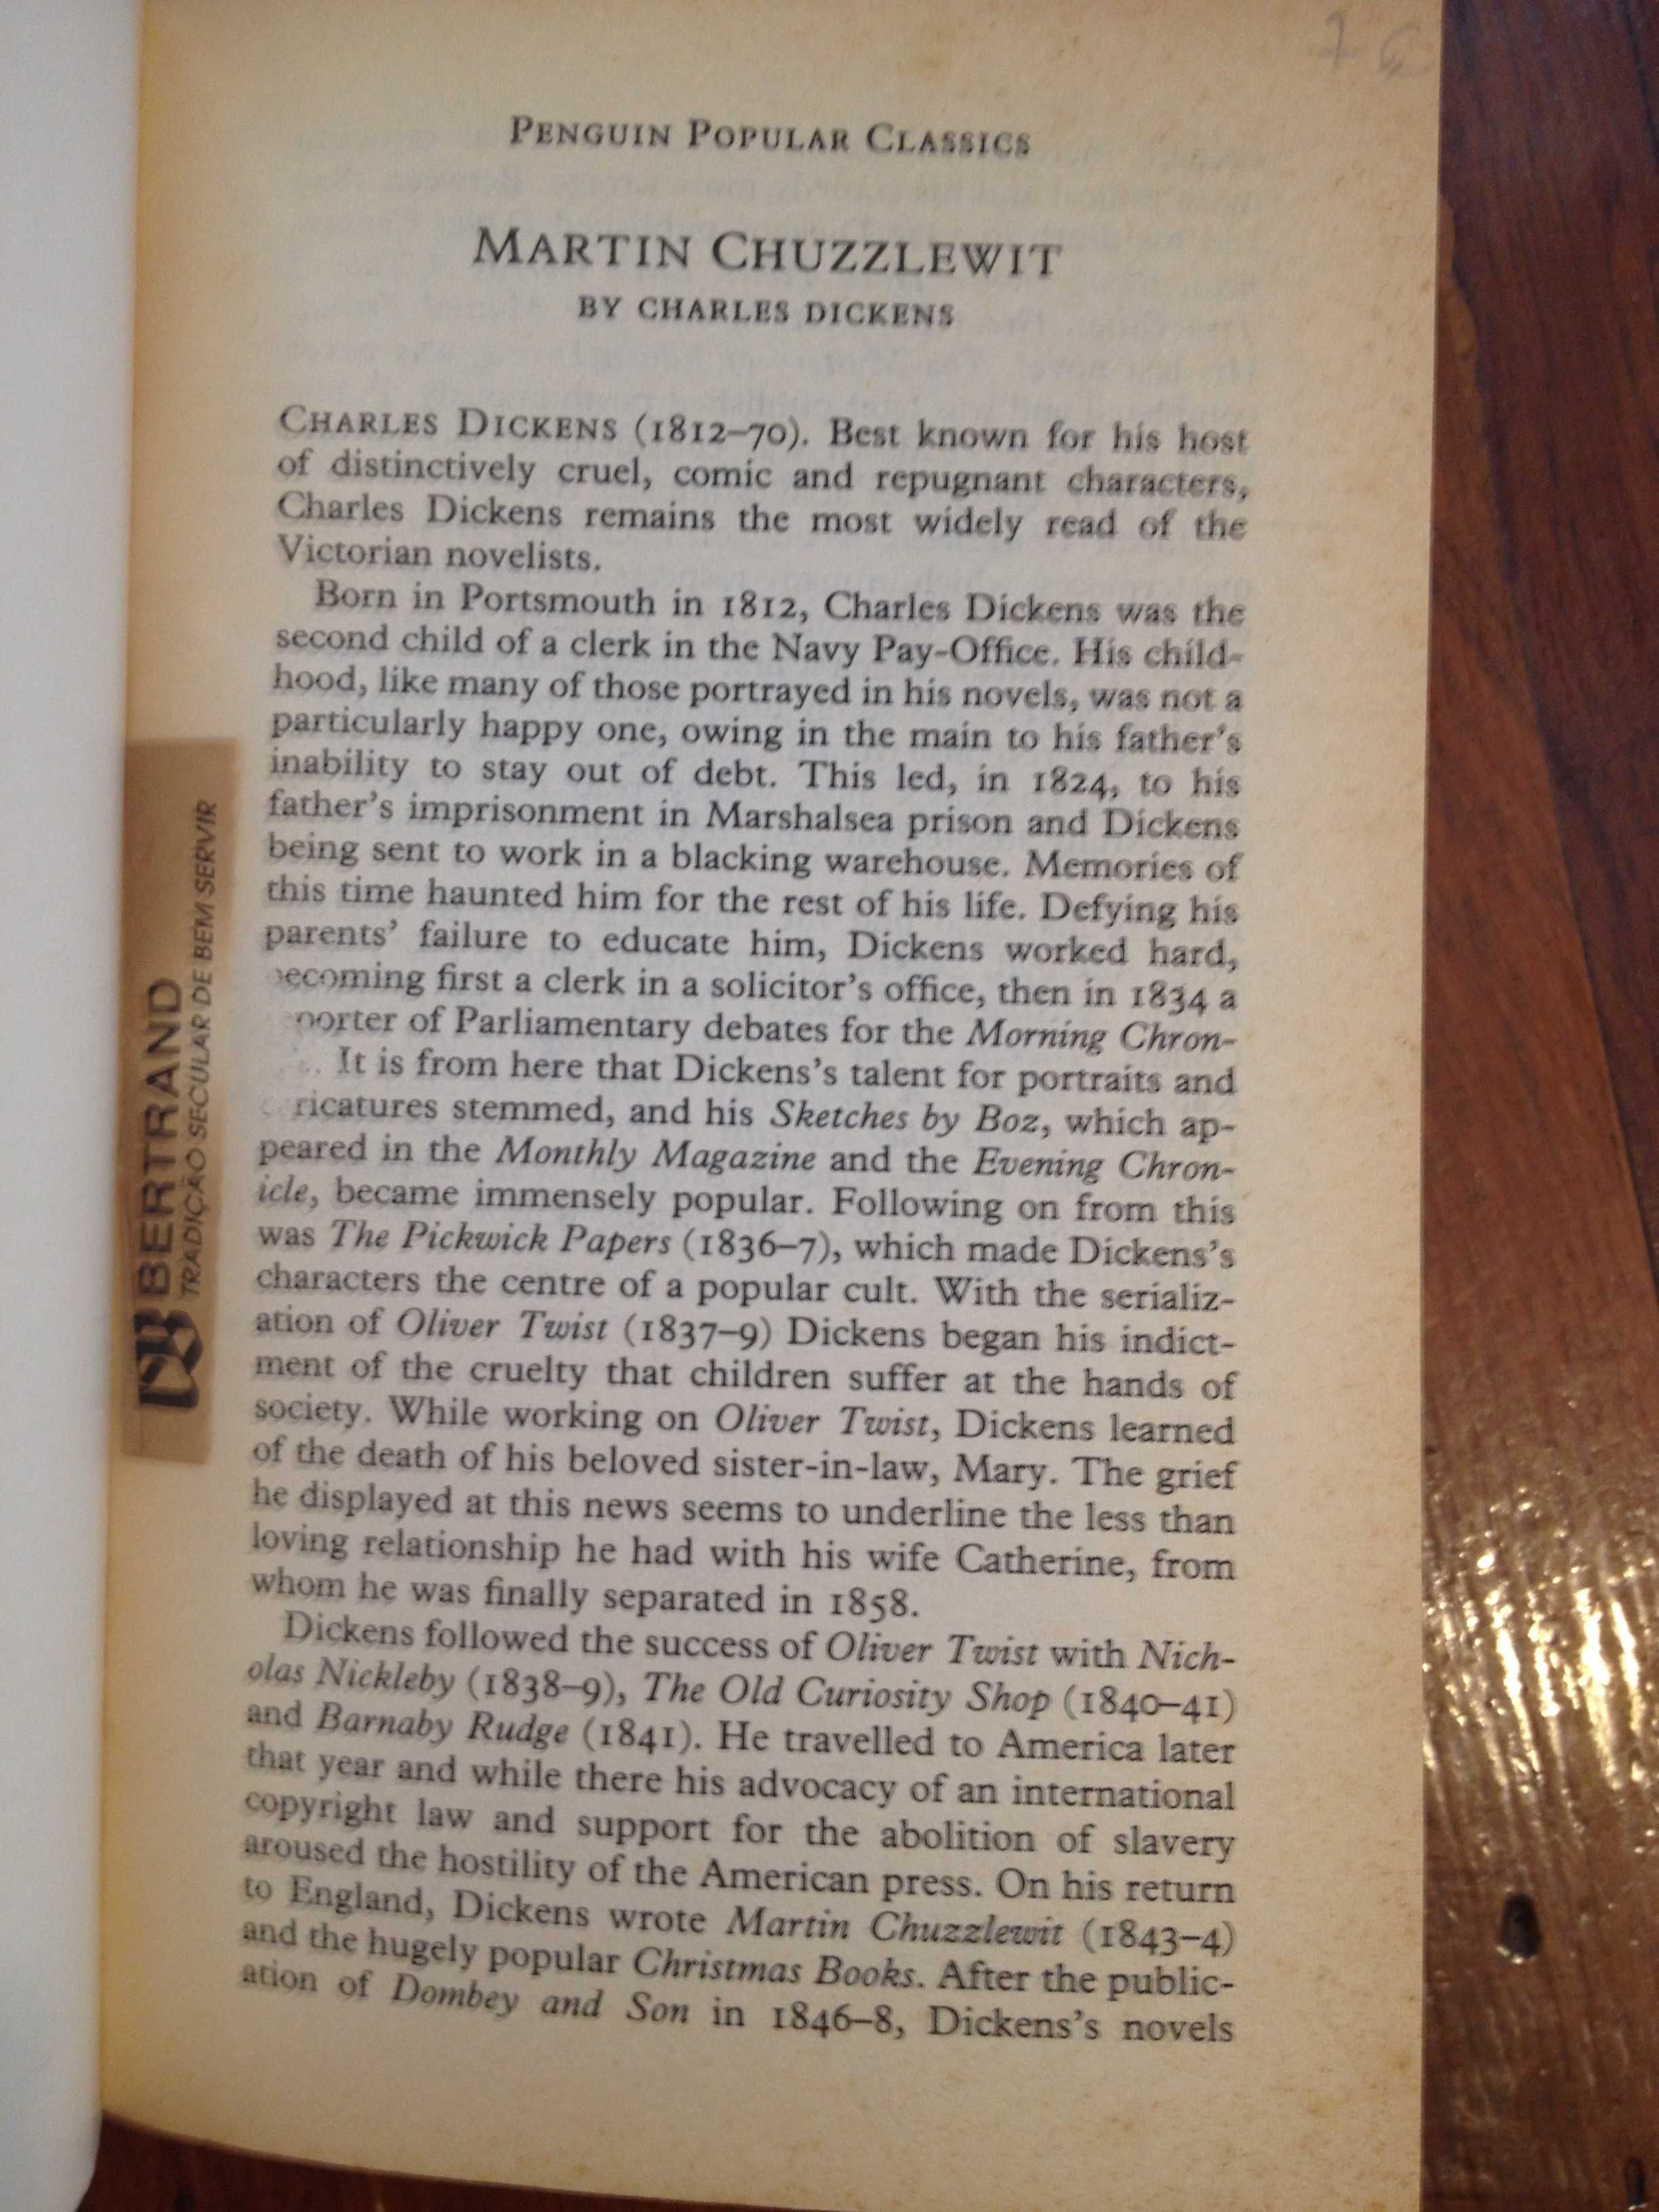 PENGUIN POPULAR CLASSICS
MARTIN CHUZZLEWIT
BY CHARLES DICKENS
CHARLES DICKENS (1812–70). Best known for his host
of distinctively cruel, comic and repugnant characters,
Charles Dickens remains the most widely read of the
Victorian novelists.
Born in Portsmouth in 1812, Charles Dickens was the
second child of a clerk in the Navy Pay-Office. His child-
hood, like many of those portrayed in his novels, was not a
particularly happy one, owing in the main to his father's
inability to stay out of debt. This led, in 1824, to his
father's imprisonment in Marshalsea prison and Dickens
being sent to work in a blacking warehouse. Memories of
this time haunted him for the rest of his life. Defying his
parents' failure to educate him, Dickens worked hard,
ecoming first a clerk in a solicitor's office, then in 1834 a
porter of Parliamentary debates for the Morning Chron-
It is from here that Dickens's talent for portraits and
ricatures stemmed, and his Sketches by Boz, which ap-
peared in the Monthly Magazine and the Evening Chron-
icle, became immensely popular. Following on from this
was The Pickwick Papers (1836–7), which made Dickens's
characters the centre of a popular cult. With the serializ-
ation of Oliver Twist (1837–9) Dickens began his indict-
ment of the cruelty that children suffer at the hands of
society. While working on Oliver Twist, Dickens learned
of the death of his beloved sister-in-law, Mary. The grief
he displayed at this news seems to underline the less than
loving relationship he had with his wife Catherine, from
whom he was finally separated in 1858.
Dickens followed the success of Oliver Twist with Nich-
olas Nickleby (1838–9), The Old Curiosity Shop (1840–41)
and Barnaby Rudge (1841). He travelled to America later
that year and while there his advocacy of an international
copyright law and support for the abolition of slavery
aroused the hostility of the American press. On his return
to England, Dickens wrote Martin Chuzzlewit (1843–4)
and the hugely popular Christmas Books. After the public-
ation of Dombey and Son in 1846–8, Dickens's novels
BERTRAND
TRADIÇÃO SECULAR DE BEM SERVIR